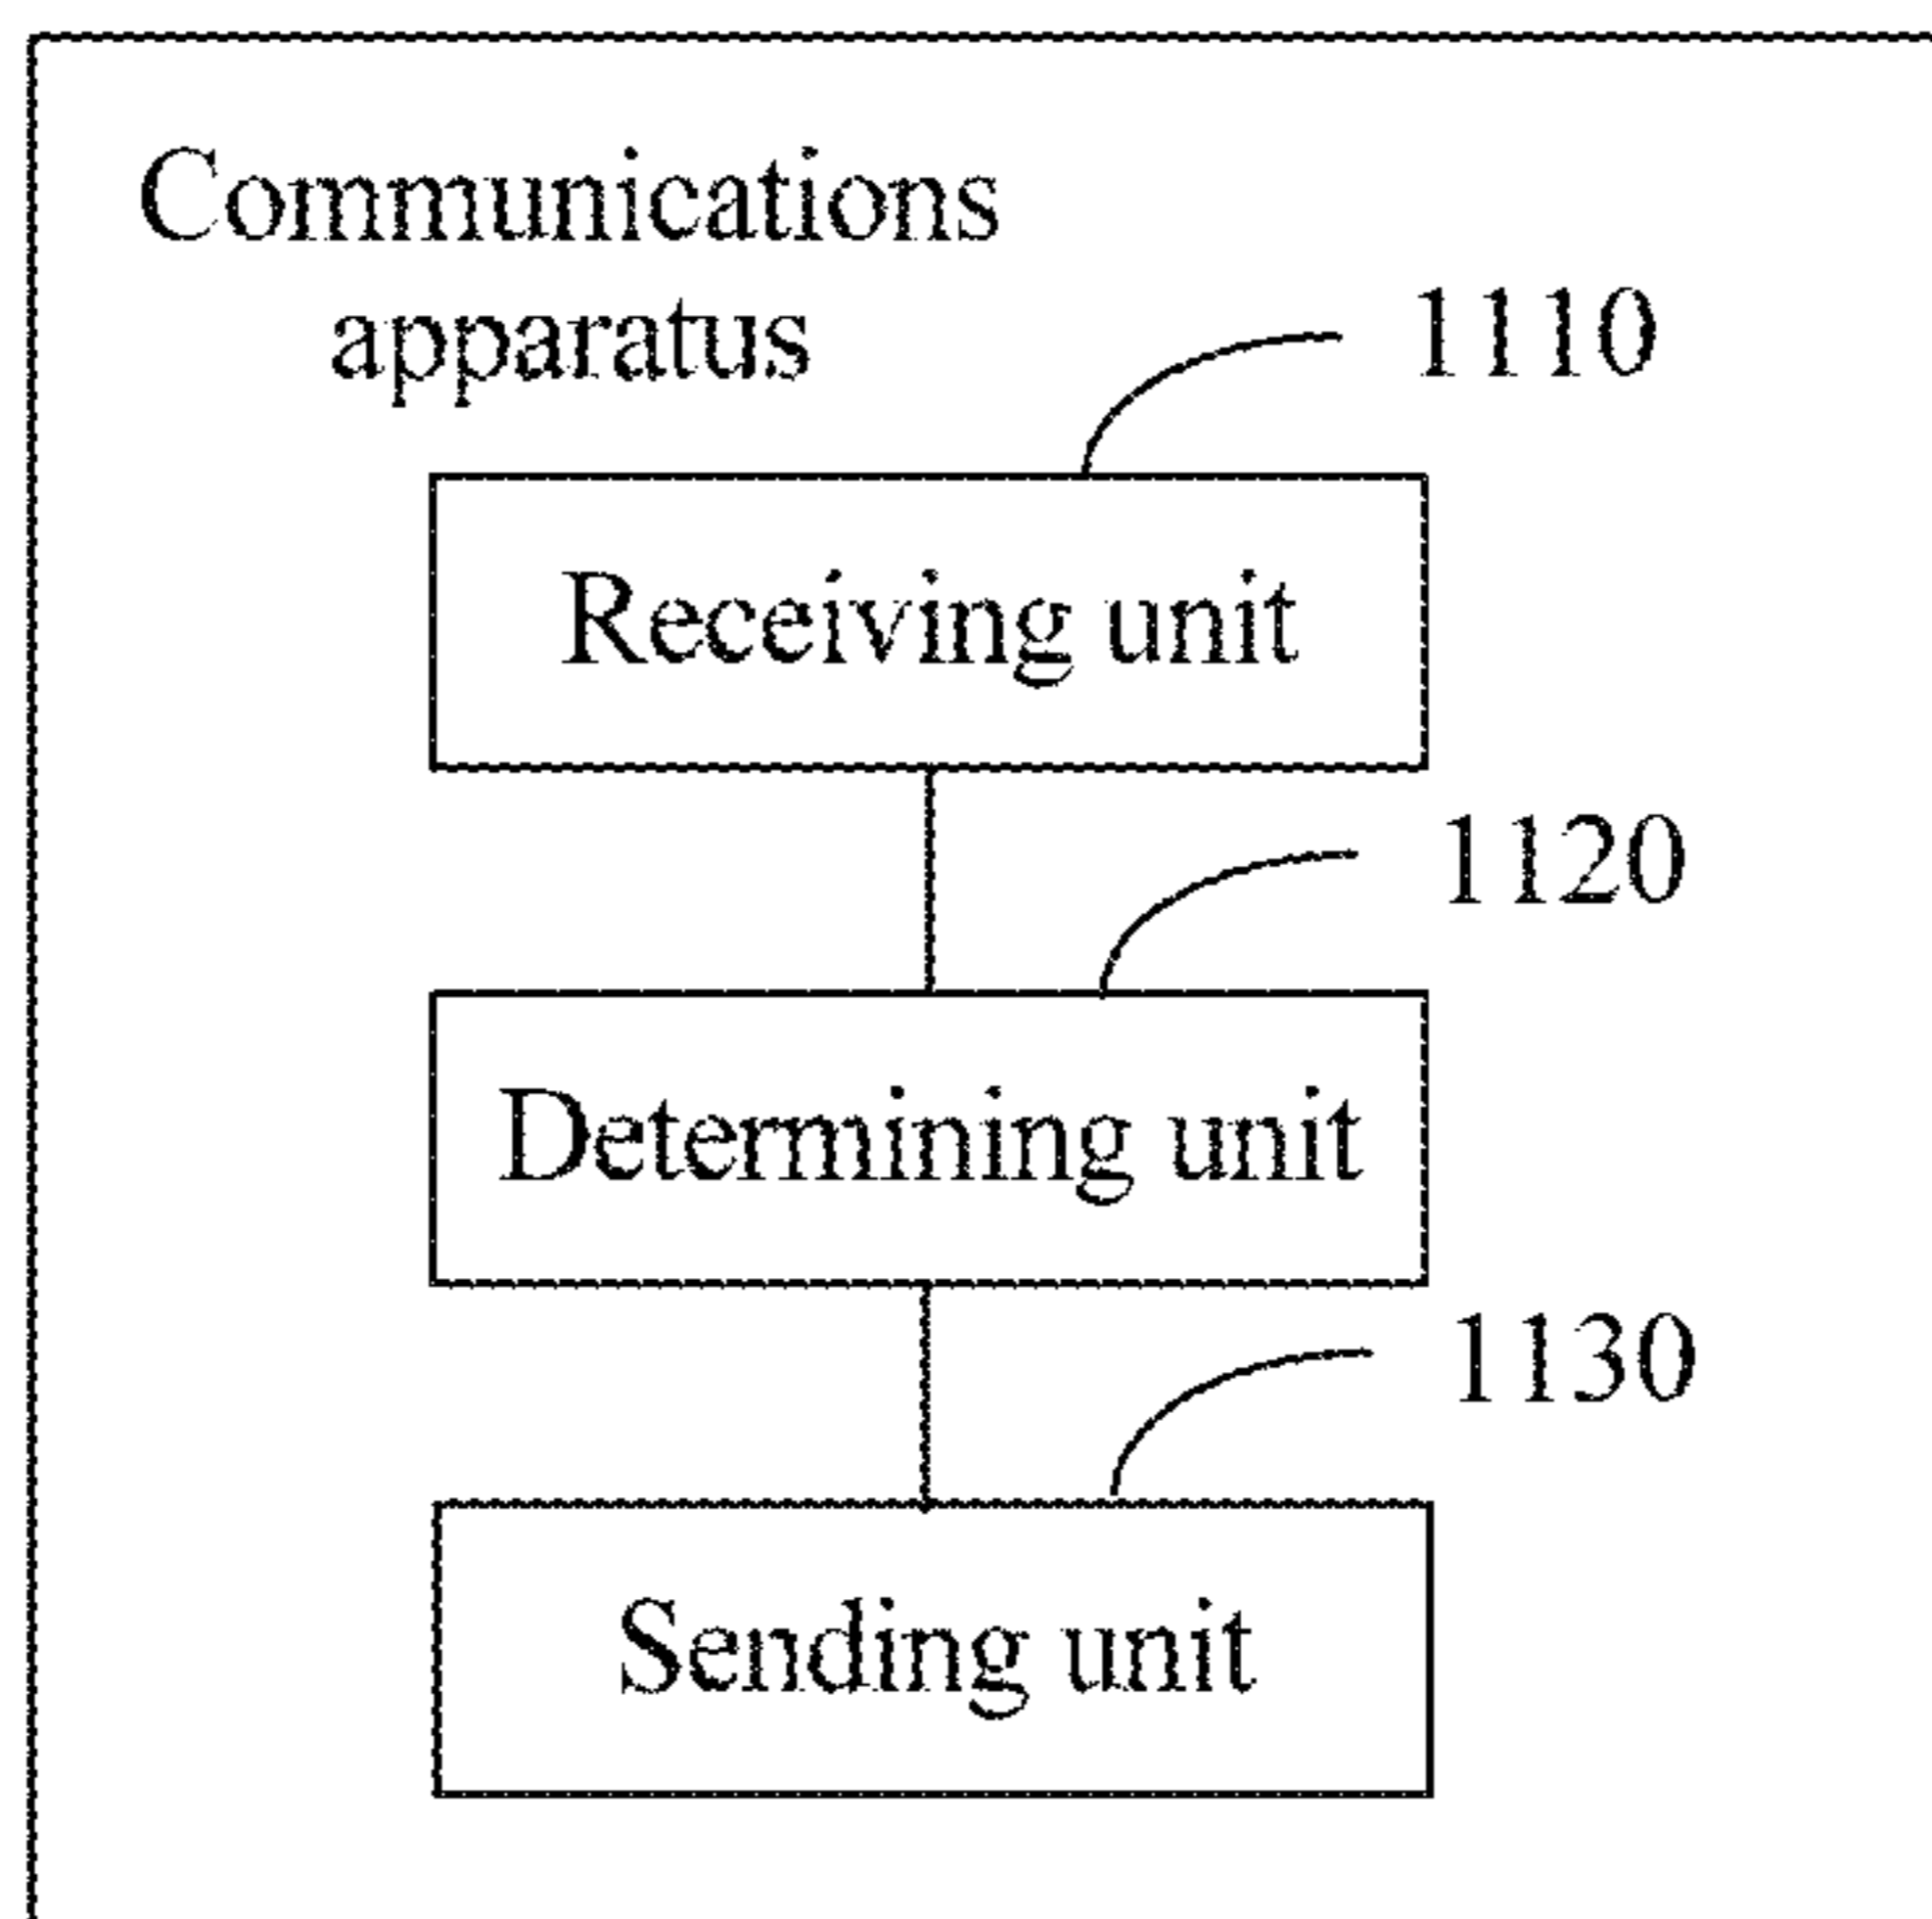 Communications
apparatus
1110
Receiving unit
1120
Determining unit
1130
Sending unit